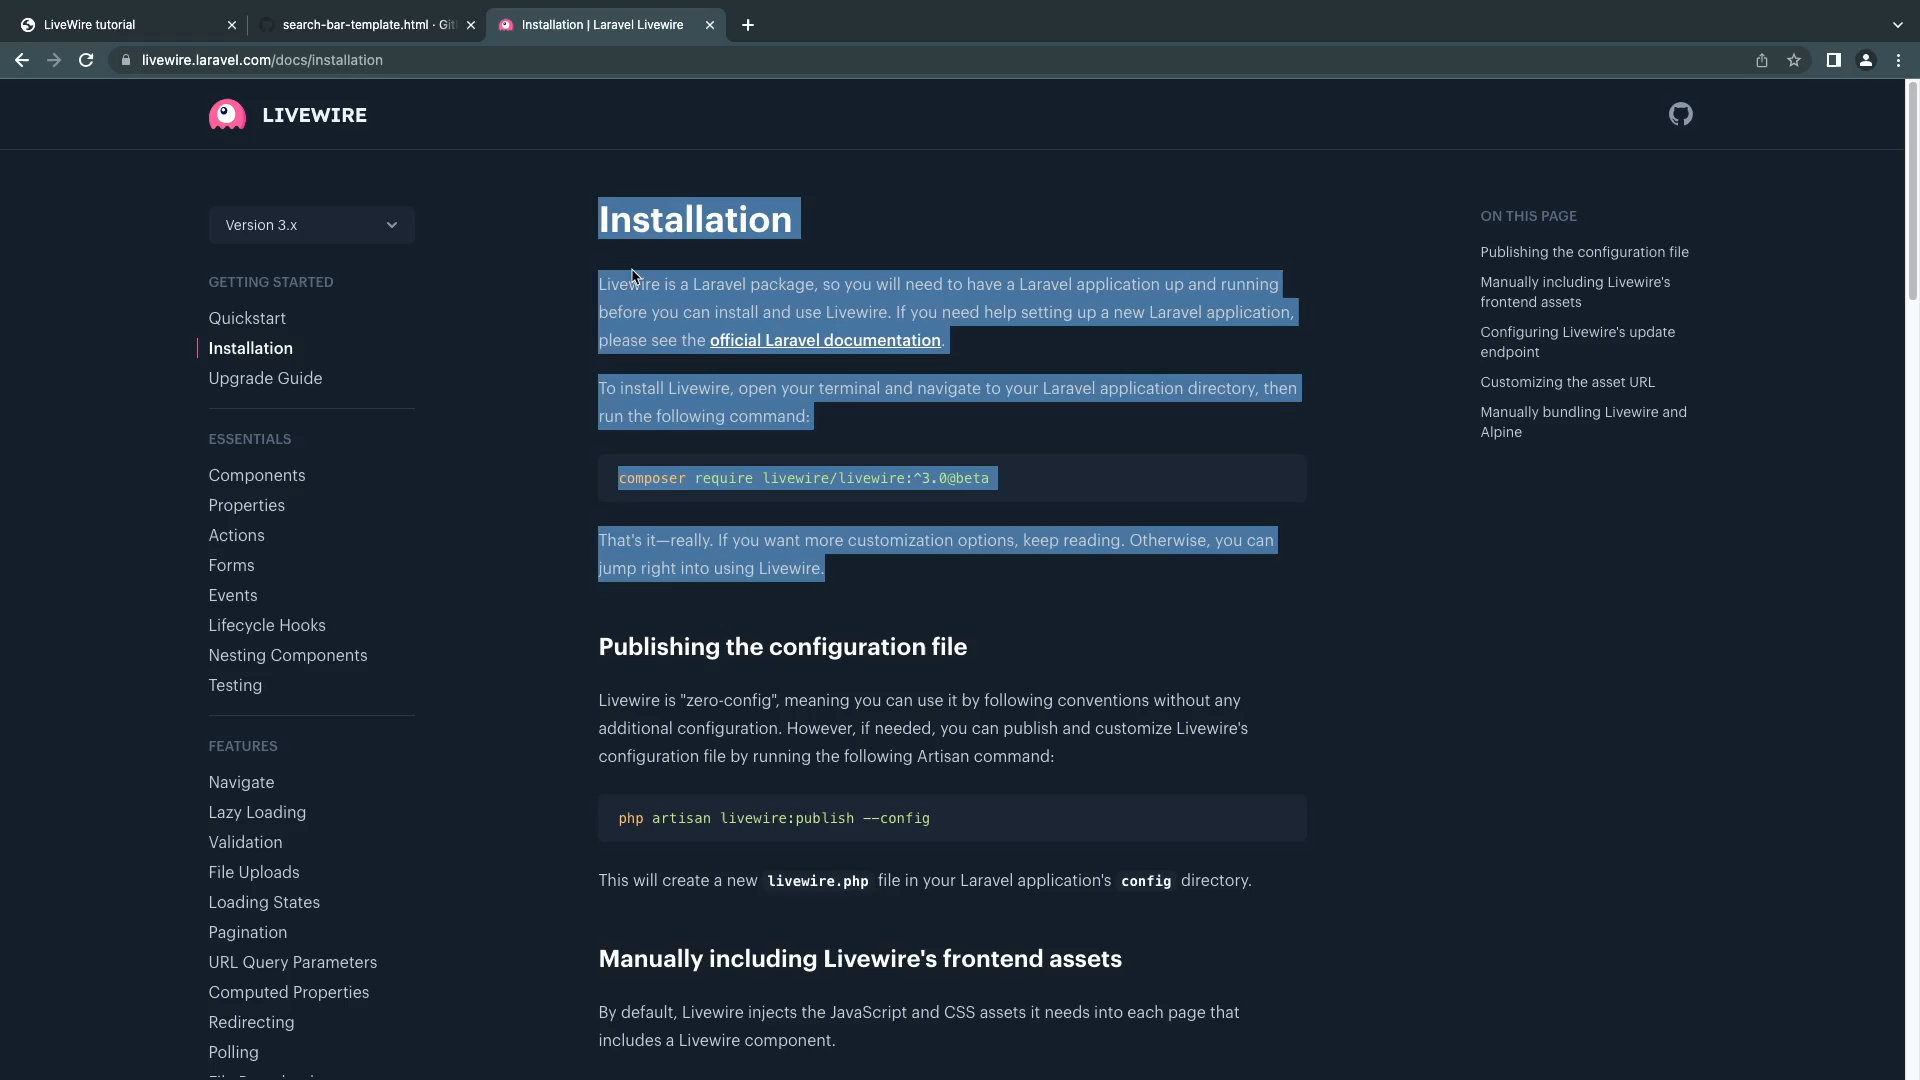 LiveWire tutorial
search-bar-template.html · Git
Installation | Laravel Livewire
livewire.laravel.com/docs/installation
LIVEWIRE
Version 3.x
GETTING STARTED
Quickstart
Installation
Upgrade Guide
ESSENTIALS
Components
Properties
Actions
Forms
Events
Lifecycle Hooks
Nesting Components
Testing
FEATURES
Navigate
Lazy Loading
Validation
File Uploads
Loading States
Pagination
URL Query Parameters
Computed Properties
Redirecting
Polling
Installation
Livewire is a Laravel package, so you will need to have a Laravel application up and running
before you can install and use Livewire. If you need help setting up a new Laravel application,
please see the official Laravel documentation.
To install Livewire, open your terminal and navigate to your Laravel application directory, then
run the following command:
composer require livewire/livewire:^3.0@beta
That's it—really. If you want more customization options, keep reading. Otherwise, you can
jump right into using Livewire.
Publishing the configuration file
Livewire is "zero-config", meaning you can use it by following conventions without any
additional configuration. However, if needed, you can publish and customize Livewire's
configuration file by running the following Artisan command:
php artisan livewire:publish --config
This will create a new livewire.php file in your Laravel application's config directory.
Manually including Livewire's frontend assets
By default, Livewire injects the JavaScript and CSS assets it needs into each page that
includes a Livewire component.
ON THIS PAGE
Publishing the configuration file
Manually including Livewire's
frontend assets
Configuring Livewire's update
endpoint
Customizing the asset URL
Manually bundling Livewire and
Alpine